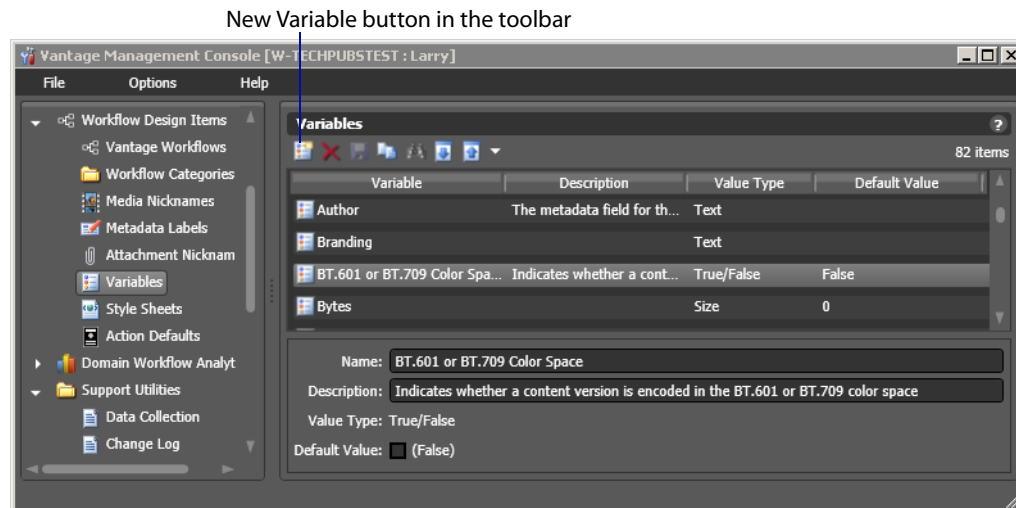 New Variable button in the toolbar
Vantage Management Console [W-TECHPUBSTEST : Larry]
File Options Help
Workflow Design Items
Vantage Workflows
Workflow Categories
Media Nicknames
Metadata Labels
Attachment Nicknam
Variables
Style Sheets
Action Defaults
Domain Workflow Analyt
Support Utilities
Data Collection
Change Log
Variables ?
82 items
Variable Description Value Type Default Value
Author The metadata field for th... Text
Branding Text
BT.601 or BT.709 Color Spa... Indicates whether a cont... True/False False
Bytes Size 0
Name: BT.601 or BT.709 Color Space
Description: Indicates whether a content version is encoded in the BT.601 or BT.709 color space
Value Type: True/False
Default Value: (False)